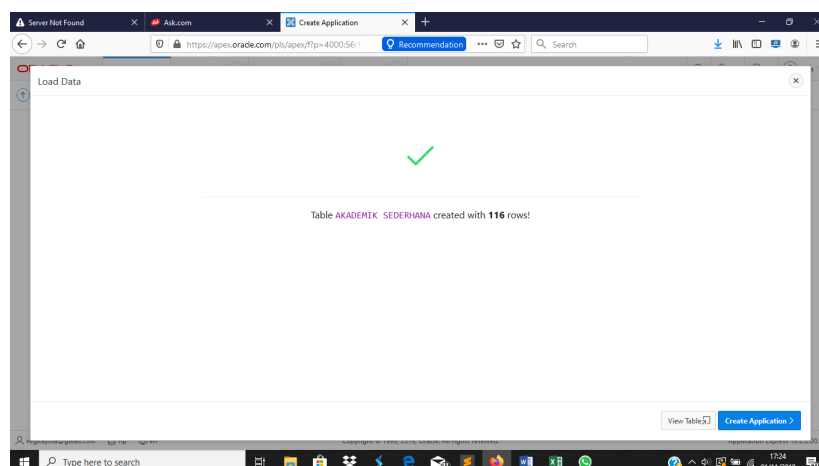 Server Not Found
Ask.com
Create Application
https://apex.oracle.com/pls/apex/f?p=4000:56:1
Recommendation
Search
Load Data
Table AKADEMIK SEDERHANA created with 116 rows!
View Table
Create Application
Type here to search
17:24